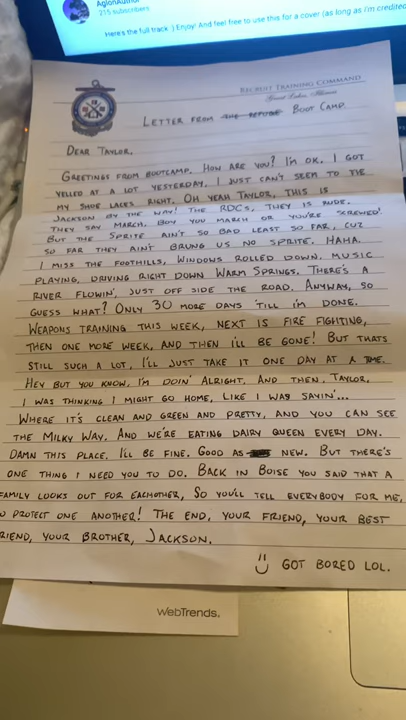 AglonAuthor
215 subscribers
Here's the full track :) Enjoy! And feel free to use this for a cover (as long as I'm credited
RECRUIT TRAINING COMMAND
Great Lakes, Illinois
LETTER FROM BOOT CAMP
DEAR TAYLOR,
GREETINGS FROM BOOTCAMP. HOW ARE YOU? I'M OK. I GOT
YELLED AT A LOT YESTERDAY. I JUST CAN'T SEEM TO TIE
MY SHOE LACES RIGHT. OH YEAH TAYLOR, THIS IS
JACKSON BY THE WAY! THE RDCs, THEY IS RUDE.
THEY SAY MARCH, BOY YOU MARCH OR YOU'RE SCREWED!
BUT THE SPRITE AIN'T SO BAD LEAST SO FAR, CUZ
SO FAR THEY AIN'T BRUNG US NO SPRITE. HAHA.
I MISS THE FOOTHILLS, WINDOWS ROLLED DOWN, MUSIC
PLAYING, DRIVING RIGHT DOWN WARM SPRINGS. THERE'S A
RIVER FLOWIN', JUST OFF SIDE THE ROAD. ANYWAY, SO
GUESS WHAT? ONLY 30 MORE DAYS 'TILL I'M DONE.
WEAPONS TRAINING THIS WEEK, NEXT IS FIRE FIGHTING,
THEN ONE MORE WEEK, AND THEN I'LL BE GONE! BUT THATS
STILL SUCH A LOT, I'LL JUST TAKE IT ONE DAY AT A TIME.
HEY BUT YOU KNOW, I'M DOIN' ALRIGHT. AND THEN, TAYLOR,
I WAS THINKING I MIGHT GO HOME, LIKE I WAS SAYIN'...
WHERE IT'S CLEAN AND GREEN AND PRETTY, AND YOU CAN SEE
THE MILKY WAY. AND WE'RE EATING DAIRY QUEEN EVERY DAY.
DAMN THIS PLACE, I'LL BE FINE. GOOD AS NEW. BUT THERE'S
ONE THING I NEED YOU TO DO. BACK IN BOISE YOU SAID THAT A
FAMILY LOOKS OUT FOR EACHOTHER, SO YOU'LL TELL EVERYBODY FOR ME,
O PROTECT ONE ANOTHER! THE END, YOUR FRIEND, YOUR BEST
RIEND, YOUR BROTHER, JACKSON.
:) GOT BORED LOL.
WebTrends.